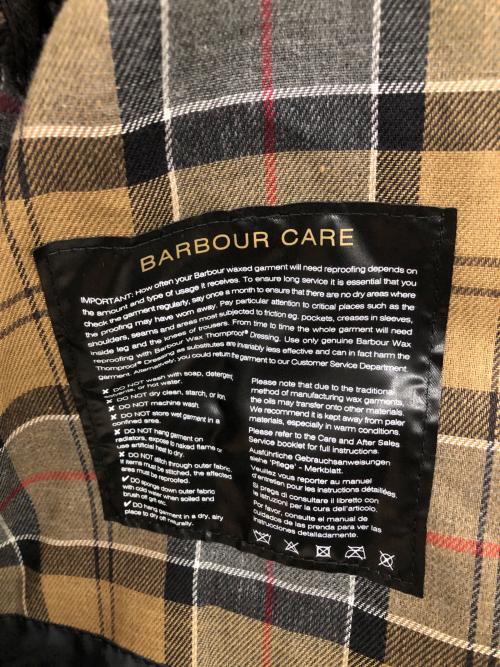 BARBOUR CARE
IMPORTANT: How often your Barbour waxed garment will need reproofing depends on
the amount and type of usage it receives. To ensure long service it is essential that you
check the garment regularly, say once a month to ensure that there are no dry areas where
the proofing may have worn away. Pay particular attention to critical places such as the
shoulders, seams and areas most subjected to friction eg. pockets, creases in sleeves,
inside leg and the knees of trousers. From time to time the whole garment will need
reproofing with Barbour Wax Thornproof® Dressing. Use only genuine Barbour Wax
Thornproof® Dressing as substitutes are invariably less effective and can in fact harm the
garment. Alternatively, you could return the garment to our Customer Service Department.
✘ DO NOT wash with soap, detergent,
solvents, or hot water.
✘ DO NOT dry clean, starch, or iron.
✘ DO NOT machine wash.
✘ DO NOT store wet garment in a
confined area.
✘ DO NOT hang garment on
radiators, expose to naked flame or
use artificial heat to dry.
✘ DO NOT stitch through outer fabric,
if items must be stitched, the affected
area must be reproofed.
✔ DO sponge down outer fabric
with cold water when soiled and
brush off grit etc.
✔ DO hang garment in a dry, airy
place to dry off naturally.
Please note that due to the traditional
method of manufacturing wax garments,
the oils may transfer onto other materials.
We recommend it is kept away from paler
materials, especially in warm conditions.
Please refer to the Care and After Sales
Service booklet for full instructions.
Ausführliche Gebrauchsanweisungen
siehe 'Pflege' - Merkblatt.
Veuillez vous reporter au manuel
d'entretien pour les instructions détaillées.
Si prega di consultare il libretto con
le istruzioni per la cura dell'articolo.
Por favor, consulte el manual de
cuidados de las prenda para ver las
instrucciones detalladamente.